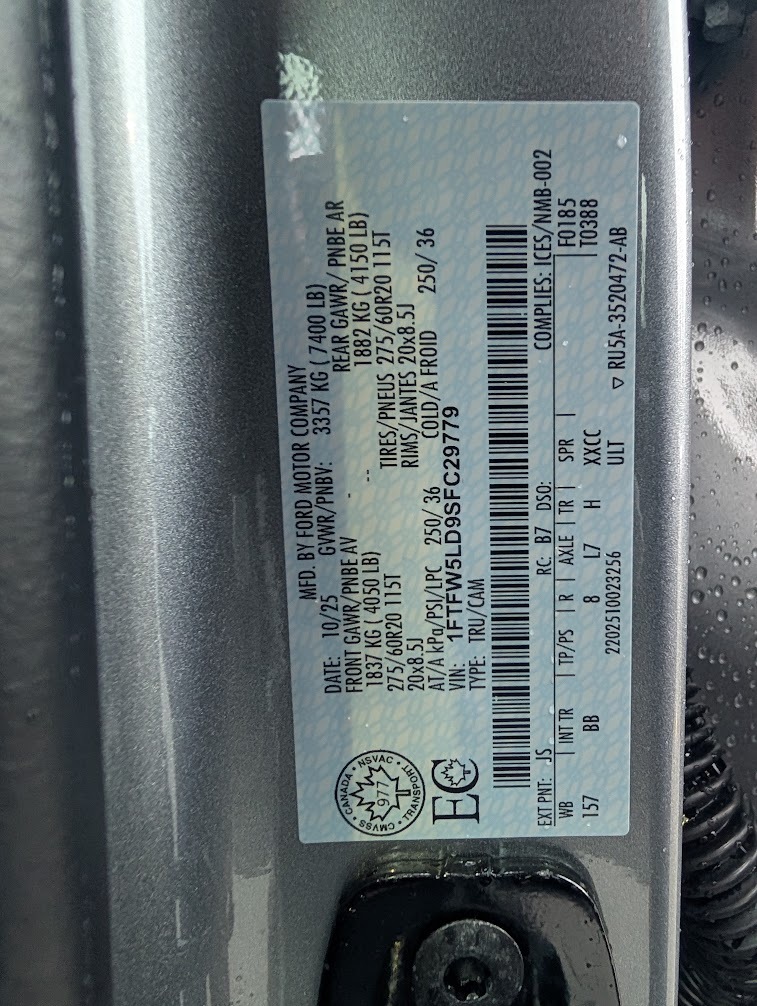 MFD. BY FORD MOTOR COMPANY
DATE: 10/25 GVWR/PNBV: 3357 KG ( 7400 LB)
FRONT GAWR/PNBE AV - -- REAR GAWR/ PNBE AR
1837 KG ( 4050 LB) 1882 KG ( 4150 LB)
275/60R20 115T TIRES/PNEUS 275/60R20 115T
20x8.5J RIMS/JANTES 20x8.5J
AT/A kPa/PSI/LPC 250/ 36 COLD/A FROID 250/ 36
VIN: 1FTFW5LD9SFC29779
TYPE: TRU/CAM
CANADA • NSVAC • TRANSPORT • CMVSS •
977
EC
EXT PNT: JS RC: B7 DSO: COMPLIES: ICES/NMB-002
WB | INT TR | TP/PS | R | AXLE | TR | SPR | F0185
157 BB 8 L7 H XXCC T0388
2202510023256 ULT
▽ RU5A-3520472-AB